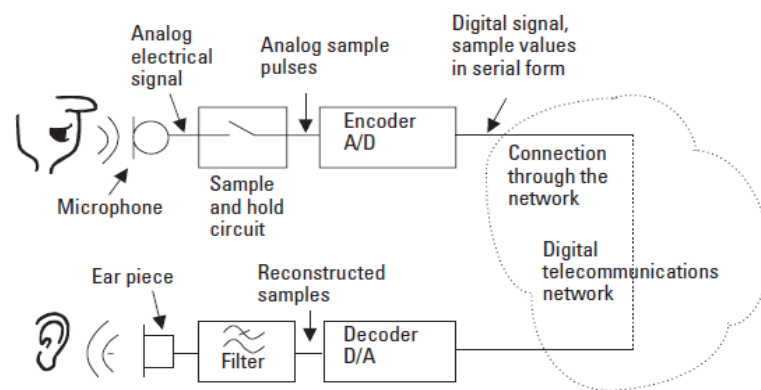 Analog
electrical
signal
Analog sample
pulses
Digital signal,
sample values
in serial form
Encoder
A/D
Microphone
Sample
and hold
circuit
Connection
through the
network
Digital
telecommunications
network
Ear piece
Reconstructed
samples
Filter
Decoder
D/A